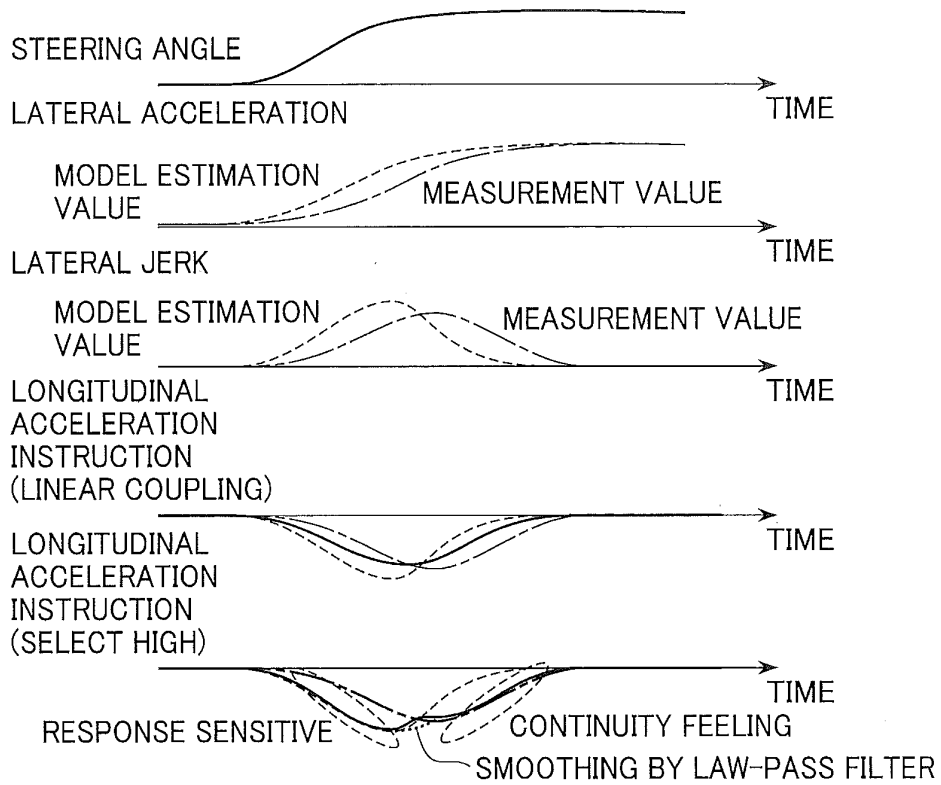 STEERING ANGLE
TIME
LATERAL ACCELERATION
MODEL ESTIMATION
VALUE
MEASUREMENT VALUE
TIME
LATERAL JERK
MODEL ESTIMATION
VALUE
MEASUREMENT VALUE
TIME
LONGITUDINAL
ACCELERATION
INSTRUCTION
(LINEAR COUPLING)
TIME
LONGITUDINAL
ACCELERATION
INSTRUCTION
(SELECT HIGH)
TIME
RESPONSE SENSITIVE
CONTINUITY FEELING
SMOOTHING BY LAW-PASS FILTER